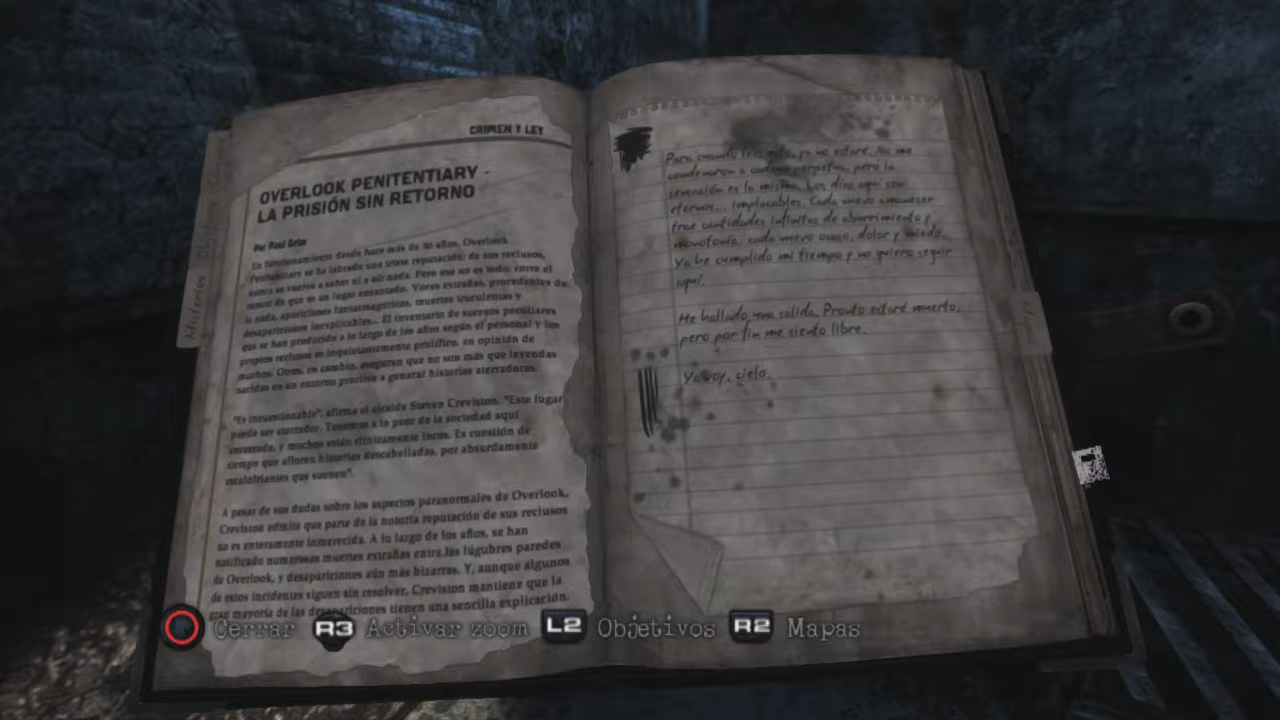 CRIMEN Y LEY
OVERLOOK PENITENTIARY -
LA PRISIÓN SIN RETORNO
Por Paul Grim
En funcionamiento desde hace más de 30 años, Overlook
Penitentiary se ha labrado una triste reputación: de sus reclusos,
nunca se vuelve a saber ni a oír nada. Pero eso no es todo: corre el
rumor de que es un lugar encantado. Voces extrañas, procedentes de
la nada, apariciones fantasmagóricas, muertes truculentas y
desapariciones inexplicables... El inventario de sucesos peculiares
que se han producido a lo largo de los años según el personal y los
propios reclusos es inquietantemente prolífico, en opinión de
muchos. Otros, en cambio, aseguran que no son más que leyendas
nacidas en un entorno proclive a generar historias aterradoras.
"Es incuestionable", afirma el alcaide Steven Creviston. "Este lugar
puede ser aterrador. Tenemos a lo peor de la sociedad aquí
encerrado, y muchos están clínicamente locos. Es cuestión de
tiempo que afloren historias descabelladas, por absurdamente
escalofriantes que suenen".
A pesar de sus dudas sobre los aspectos paranormales de Overlook,
Creviston admite que parte de la notoria reputación de sus reclusos
no es enteramente inmerecida. A lo largo de los años, se han
notificado numerosas muertes extrañas entre las lúgubres paredes
de Overlook, y desapariciones aún más bizarras. Y, aunque algunos
de estos incidentes siguen sin resolver, Crevision mantiene que la
gran mayoría de las desapariciones tienen una sencilla explicación.
Para cuando leas esto, ya no estaré. No me
condenaron a cadena perpetua, pero la
sensación es la misma. Los días aquí son
eternos... implacables. Cada nuevo amanecer
trae cantidades infinitas de aburrimiento y
monotonía, cada nuevo ocaso, dolor y miedo.
Ya he cumplido mi tiempo y no quiero seguir
aquí.
He hallado una salida. Pronto estaré muerto,
pero por fin me siento libre.
Ya voy, cielo.
Misterios
Cerrar R3 Activar zoom L2 Objetivos R2 Mapas